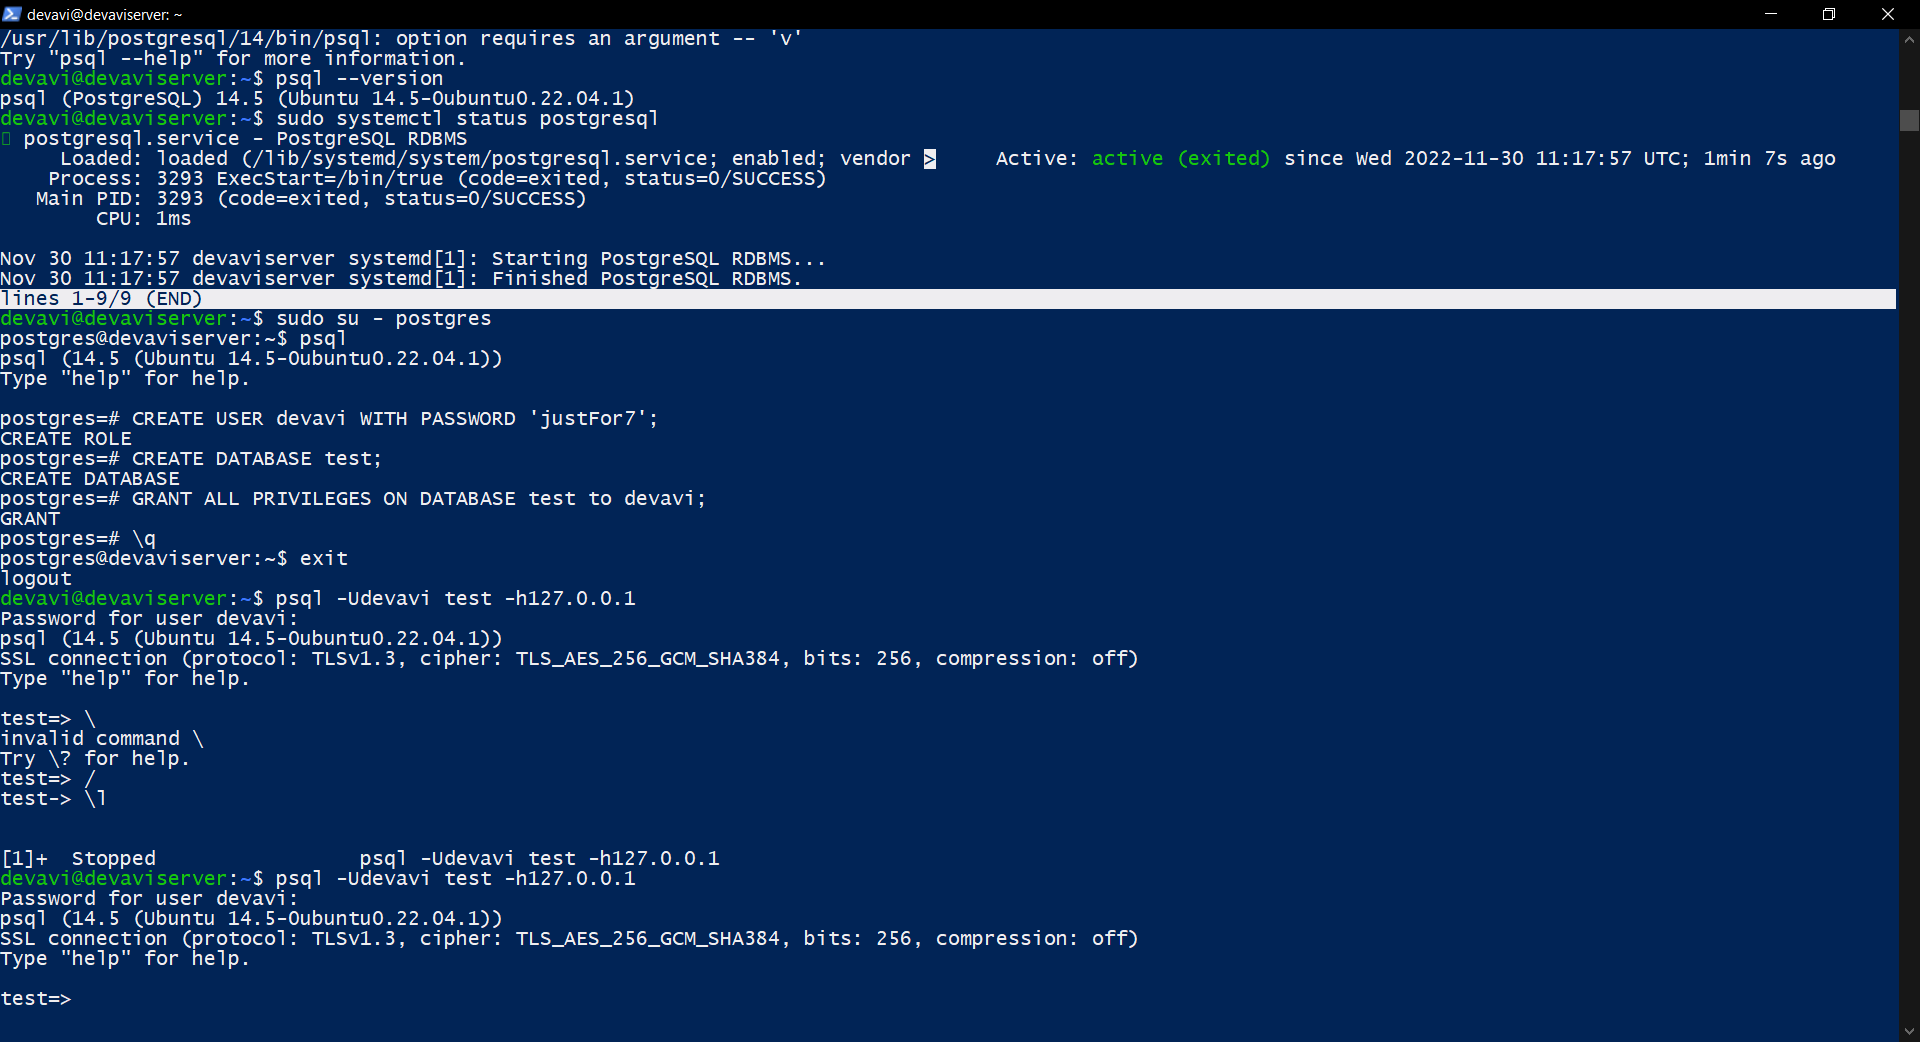 devavi@devaviserver: ~
/usr/lib/postgresql/14/bin/psql: option requires an argument -- 'v'
Try "psql --help" for more information.
devavi@devaviserver:~$ psql --version
psql (PostgreSQL) 14.5 (Ubuntu 14.5-0ubuntu0.22.04.1)
devavi@devaviserver:~$ sudo systemctl status postgresql
postgresql.service - PostgreSQL RDBMS
     Loaded: loaded (/lib/systemd/system/postgresql.service; enabled; vendor >     Active: active (exited) since Wed 2022-11-30 11:17:57 UTC; 1min 7s ago
    Process: 3293 ExecStart=/bin/true (code=exited, status=0/SUCCESS)
   Main PID: 3293 (code=exited, status=0/SUCCESS)
        CPU: 1ms
Nov 30 11:17:57 devaviserver systemd[1]: Starting PostgreSQL RDBMS...
Nov 30 11:17:57 devaviserver systemd[1]: Finished PostgreSQL RDBMS.
lines 1-9/9 (END)
devavi@devaviserver:~$ sudo su - postgres
postgres@devaviserver:~$ psql
psql (14.5 (Ubuntu 14.5-0ubuntu0.22.04.1))
Type "help" for help.
postgres=# CREATE USER devavi WITH PASSWORD 'justFor7';
CREATE ROLE
postgres=# CREATE DATABASE test;
CREATE DATABASE
postgres=# GRANT ALL PRIVILEGES ON DATABASE test to devavi;
GRANT
postgres=# \q
postgres@devaviserver:~$ exit
logout
devavi@devaviserver:~$ psql -Udevavi test -h127.0.0.1
Password for user devavi:
psql (14.5 (Ubuntu 14.5-0ubuntu0.22.04.1))
SSL connection (protocol: TLSv1.3, cipher: TLS_AES_256_GCM_SHA384, bits: 256, compression: off)
Type "help" for help.
test=> \
invalid command \
Try \? for help.
test=> /
test-> \l
[1]+  Stopped                 psql -Udevavi test -h127.0.0.1
devavi@devaviserver:~$ psql -Udevavi test -h127.0.0.1
Password for user devavi:
psql (14.5 (Ubuntu 14.5-0ubuntu0.22.04.1))
SSL connection (protocol: TLSv1.3, cipher: TLS_AES_256_GCM_SHA384, bits: 256, compression: off)
Type "help" for help.
test=>